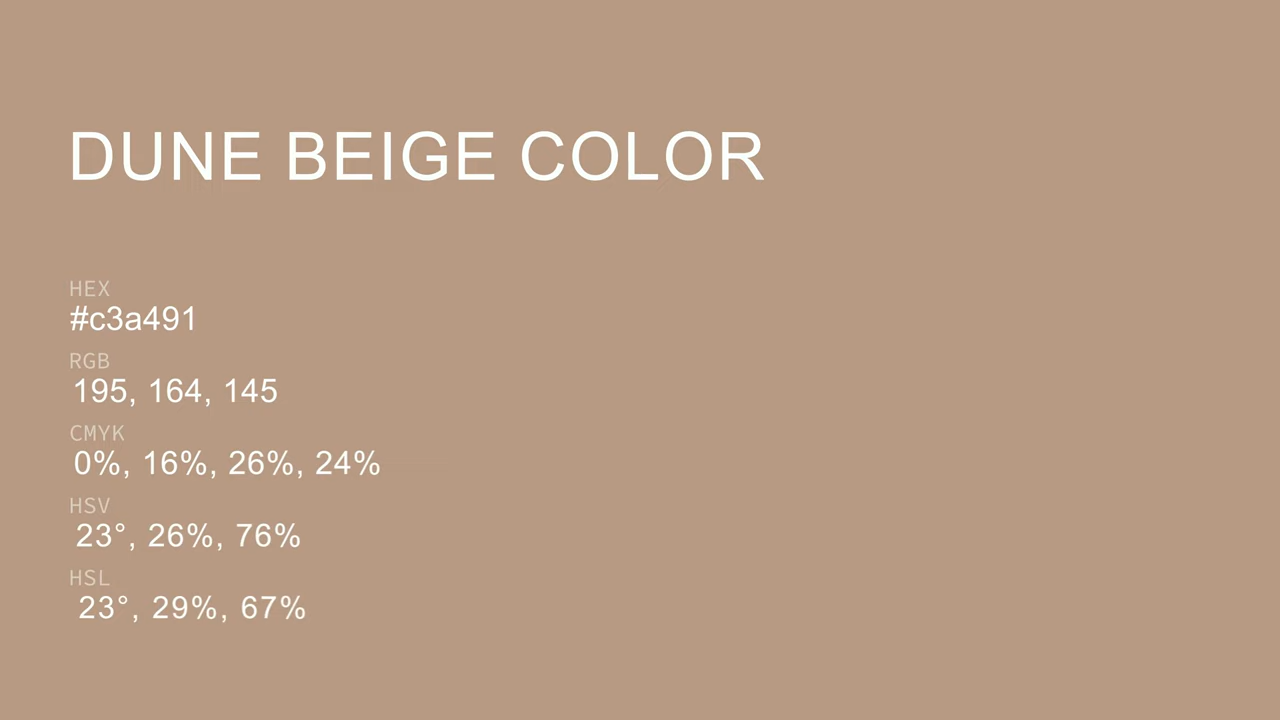 DUNE BEIGE COLOR
HEX
#c3a491
RGB
195, 164, 145
CMYK
0%, 16%, 26%, 24%
HSV
23°, 26%, 76%
HSL
23°, 29%, 67%